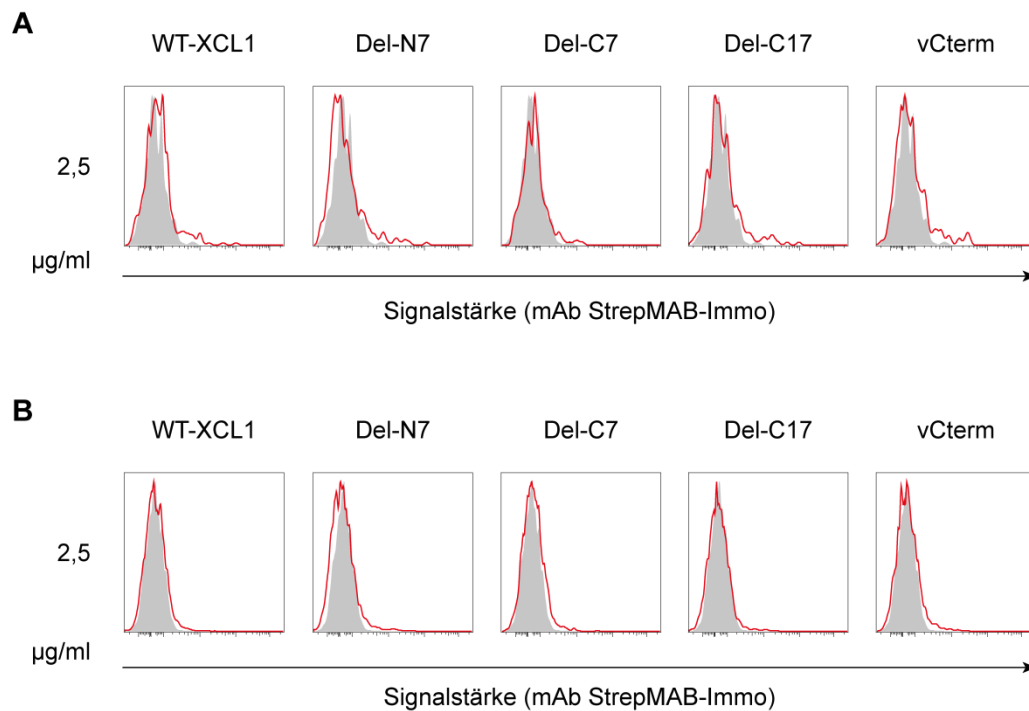 A
WT-XCL1 Del-N7 Del-C7 Del-C17 vCterm
2,5
µg/ml
Signalstärke (mAb StrepMAB-Immo)
B
WT-XCL1 Del-N7 Del-C7 Del-C17 vCterm
2,5
µg/ml
Signalstärke (mAb StrepMAB-Immo)